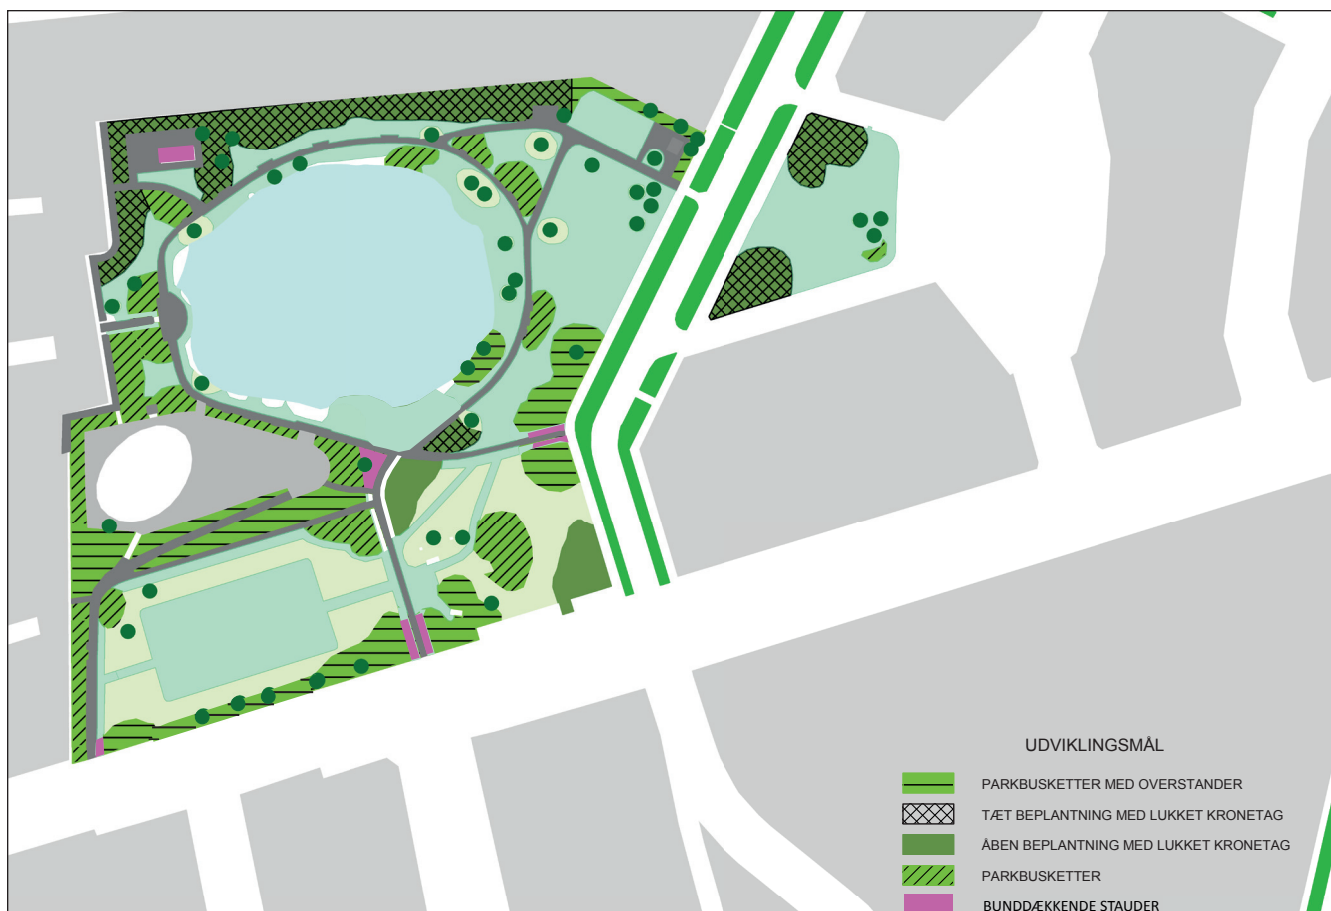 UDVIKLINGSMÅL
PARKBUSKETTER MED OVERSTANDER
TÆT BEPLANTNING MED LUKKET KRONETAG
ÅBEN BEPLANTNING MED LUKKET KRONETAG
PARKBUSKETTER
BUNDDÆKKENDE STAUDER